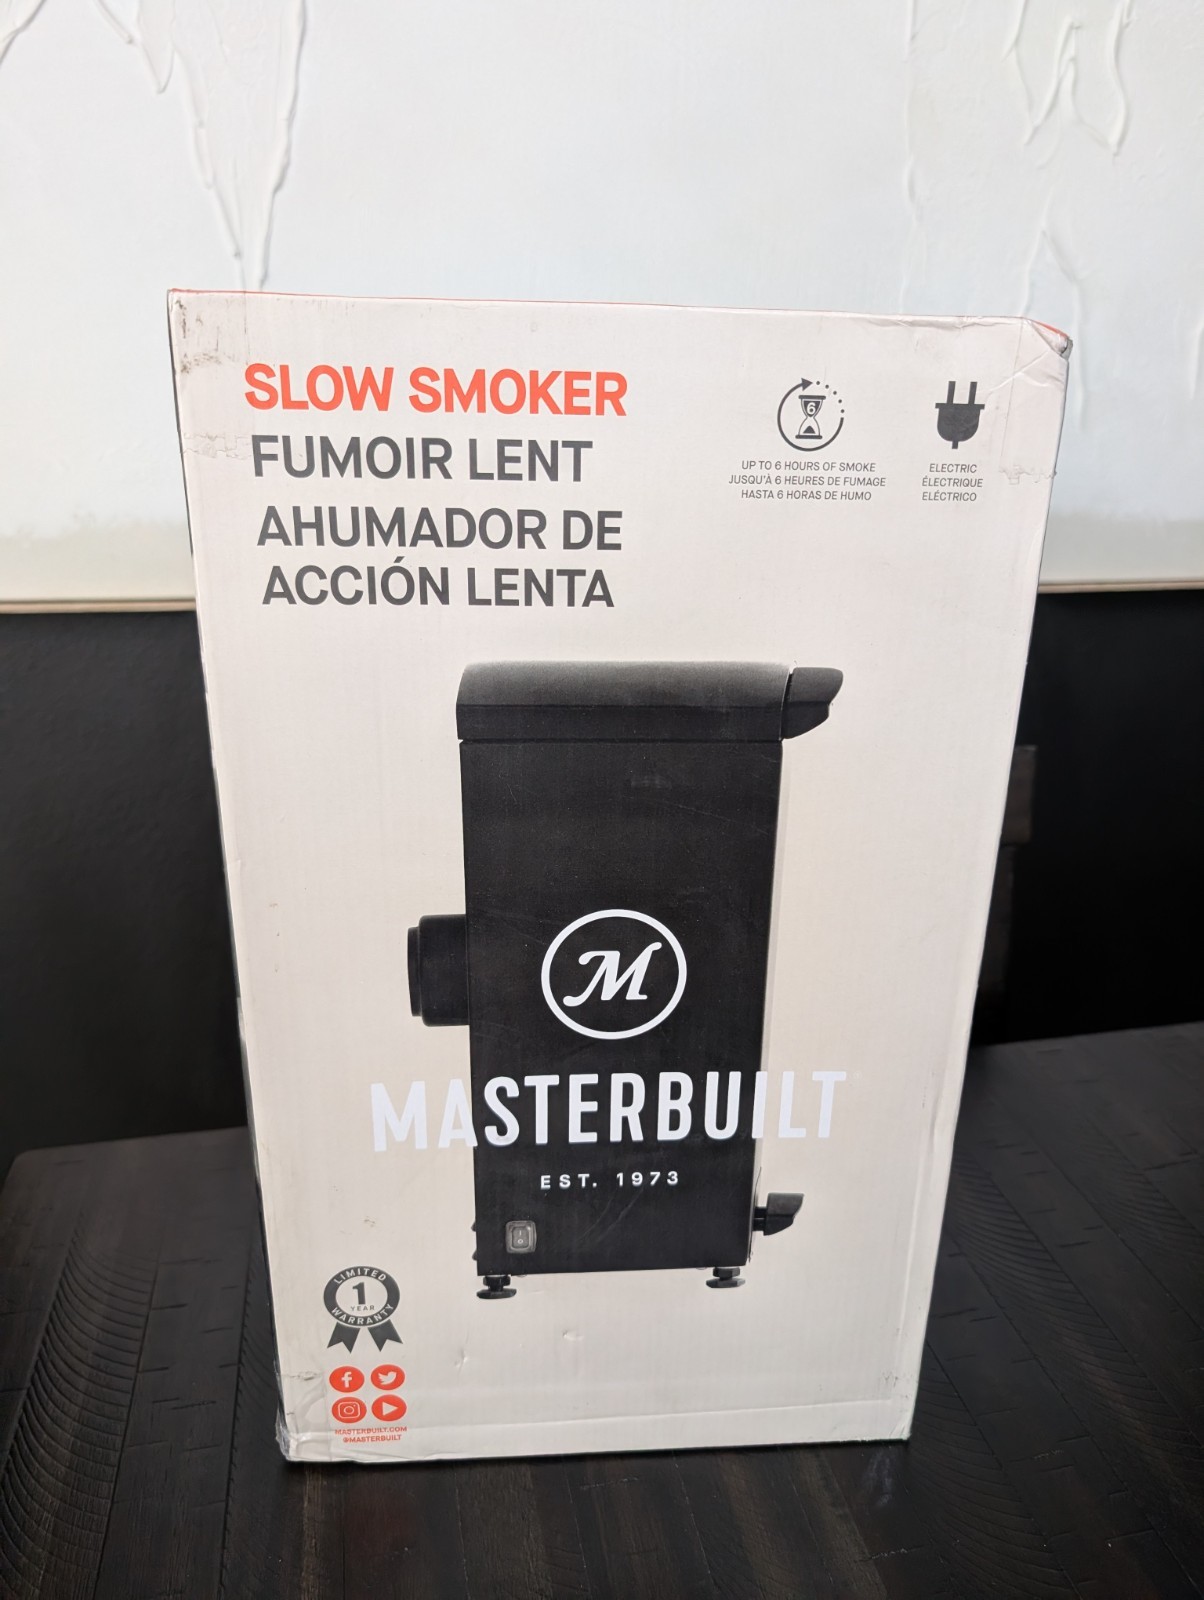 SLOW SMOKER
FUMOIR LENT
AHUMADOR DE
ACCIÓN LENTA
6
UP TO 6 HOURS OF SMOKE
JUSQU'À 6 HEURES DE FUMAGE
HASTA 6 HORAS DE HUMO
ELECTRIC
ÉLECTRIQUE
ELÉCTRICO
M
MASTERBUILT
EST. 1973
LIMITED
1
YEAR
WARRANTY
MASTERBUILT.COM
@MASTERBUILT